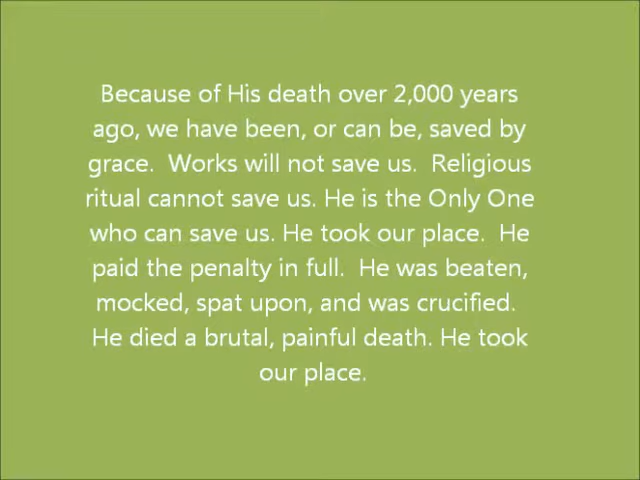 Because of His death over 2,000 years
ago, we have been, or can be, saved by
grace.  Works will not save us.  Religious
ritual cannot save us. He is the Only One
who can save us. He took our place.  He
paid the penalty in full.  He was beaten,
mocked, spat upon, and was crucified.
He died a brutal, painful death. He took
our place.